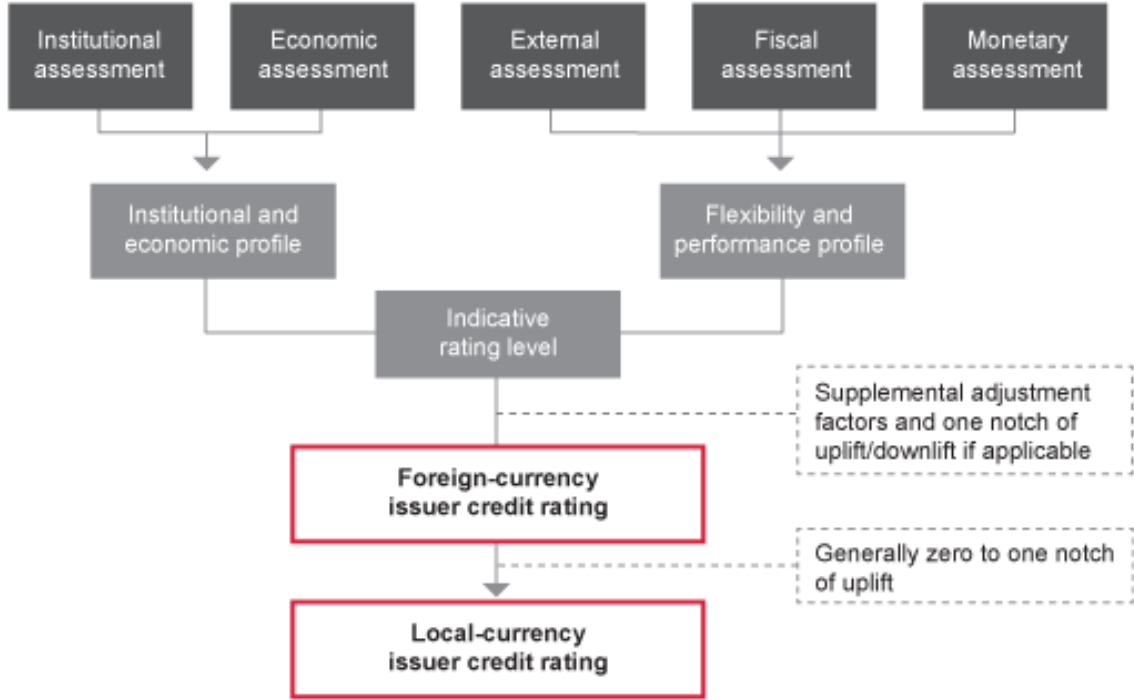 Institutional
assessment
Economic
assessment
External
assessment
Fiscal
assessment
Monetary
assessment
Institutional and
economic profile
Flexibility and
performance profile
Indicative
rating level
Supplemental adjustment
factors and one notch of
uplift/downlift if applicable
Foreign-currency
issuer credit rating
Generally zero to one notch
of uplift
Local-currency
issuer credit rating